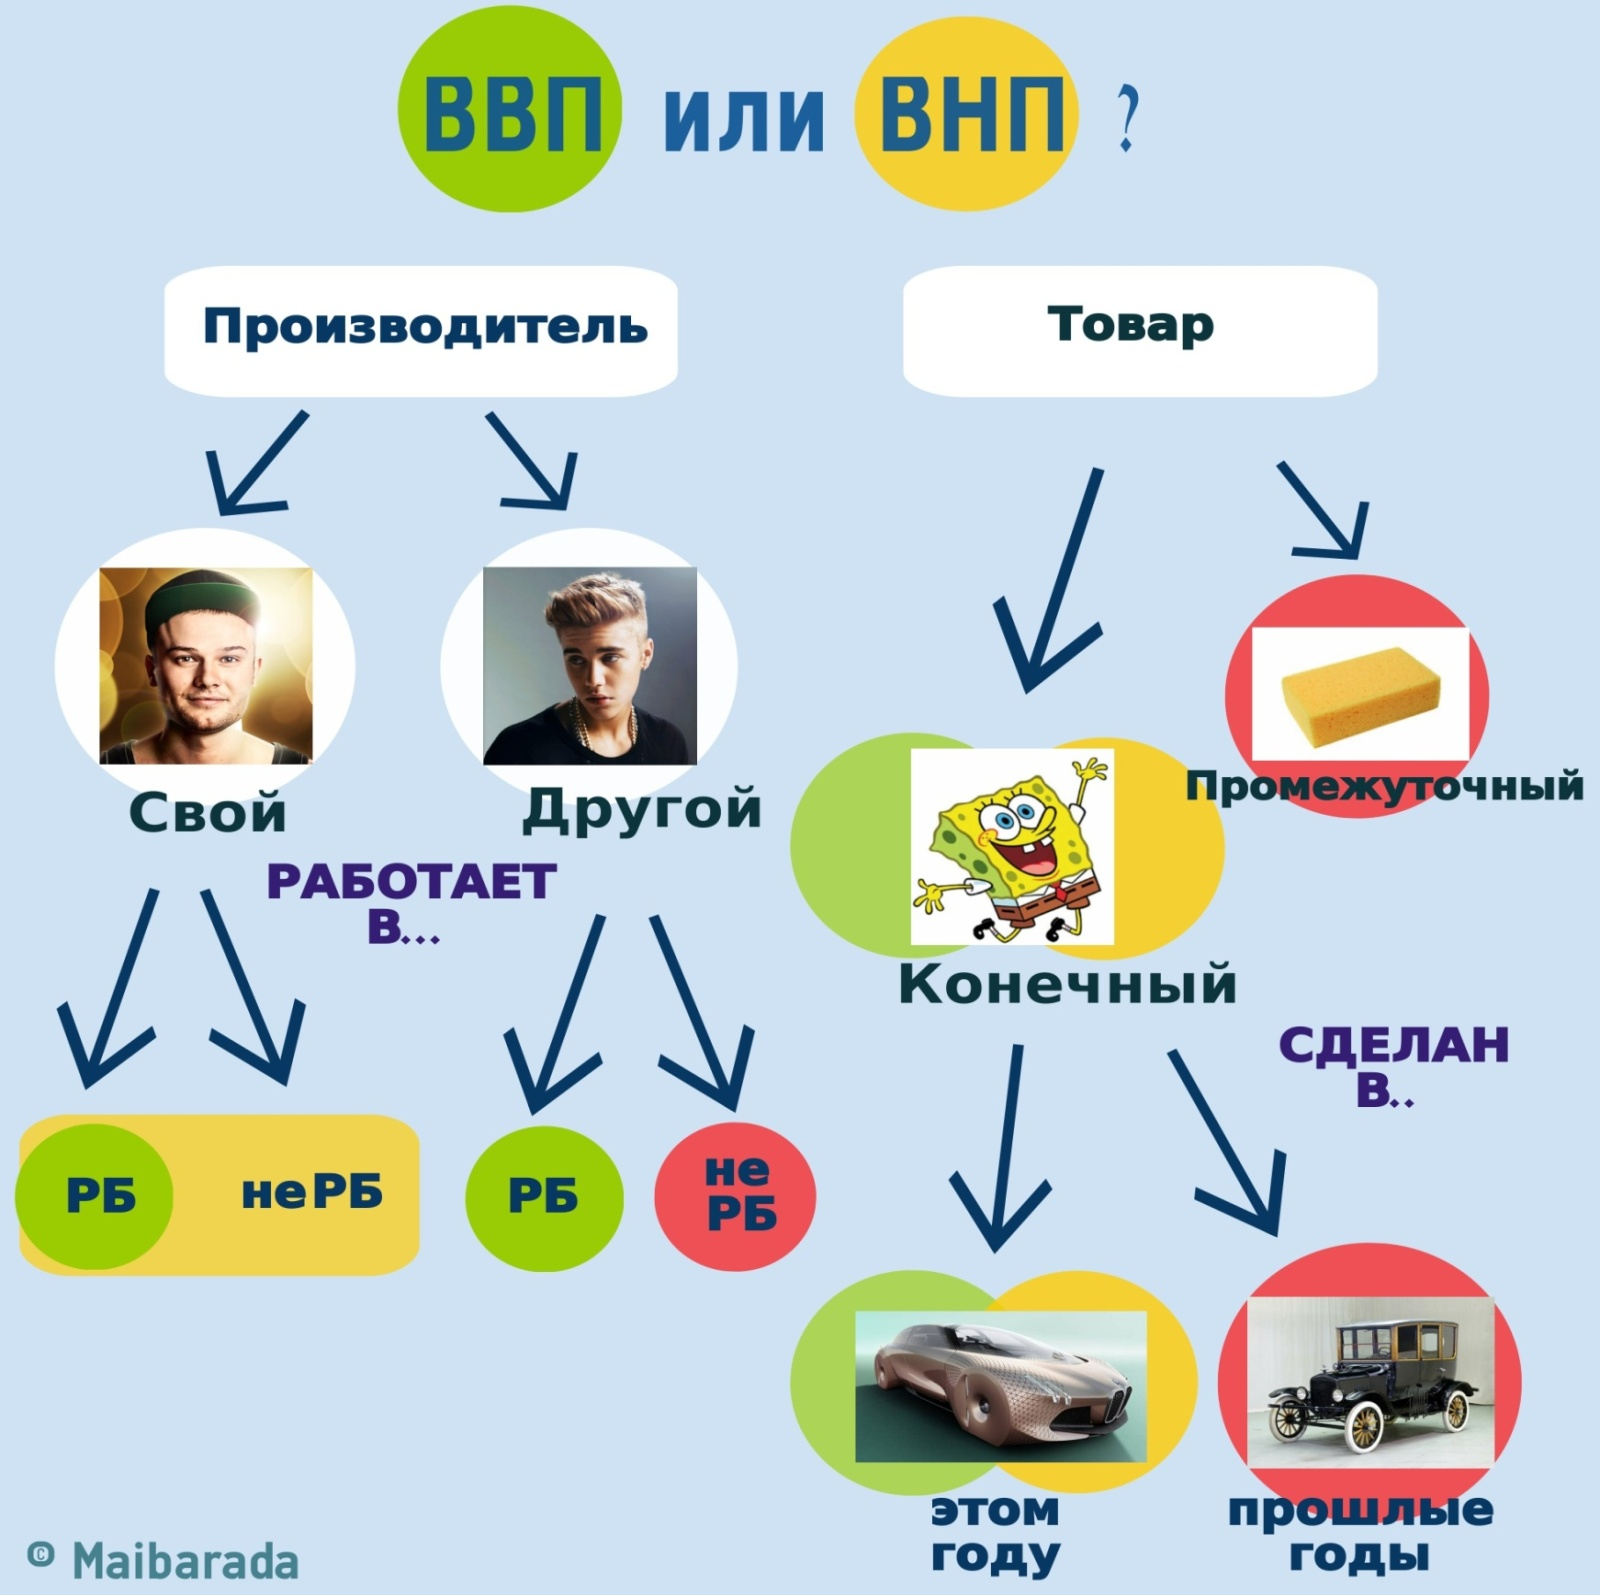 ВВП или ВНП ?
Производитель
Товар
Свой
Другой
РАБОТАЕТ
В...
РБ
не РБ
РБ
не
РБ
Промежуточный
Конечный
СДЕЛАН
В..
этом
году
прошлые
годы
© Maibarada